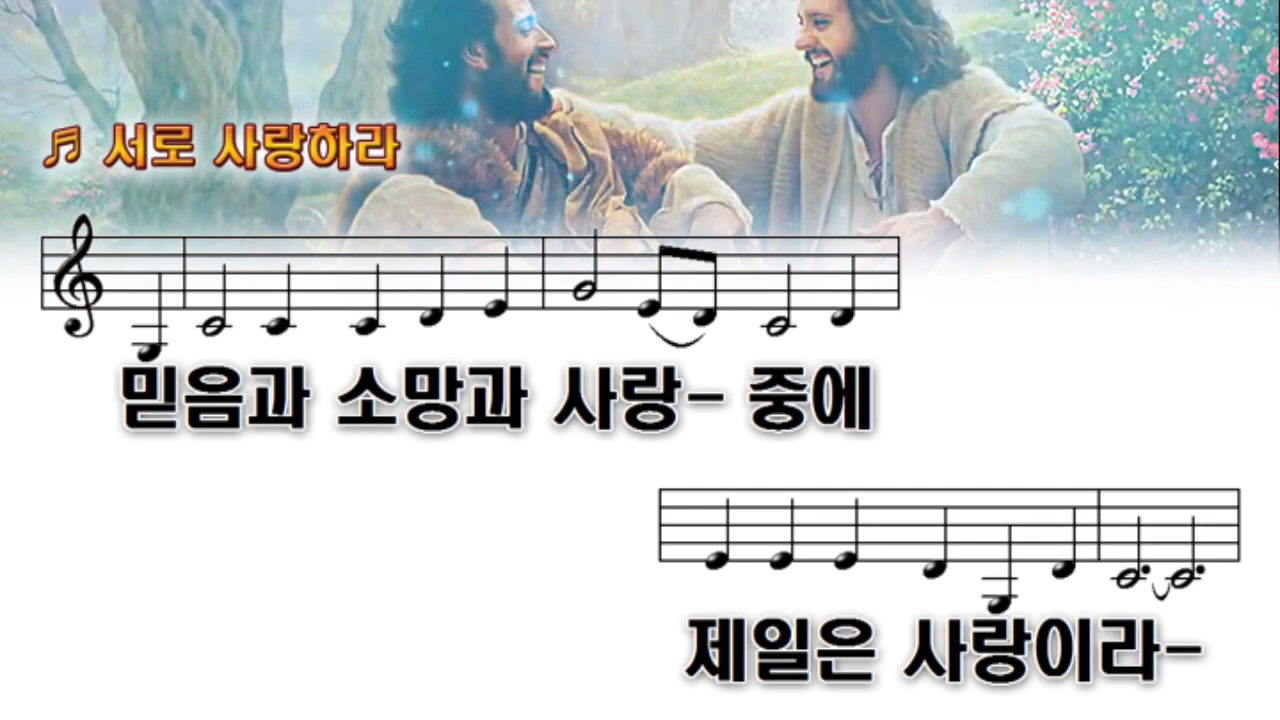 ♬ 서로 사랑하라
믿음과 소망과 사랑- 중에
제일은 사랑이라-